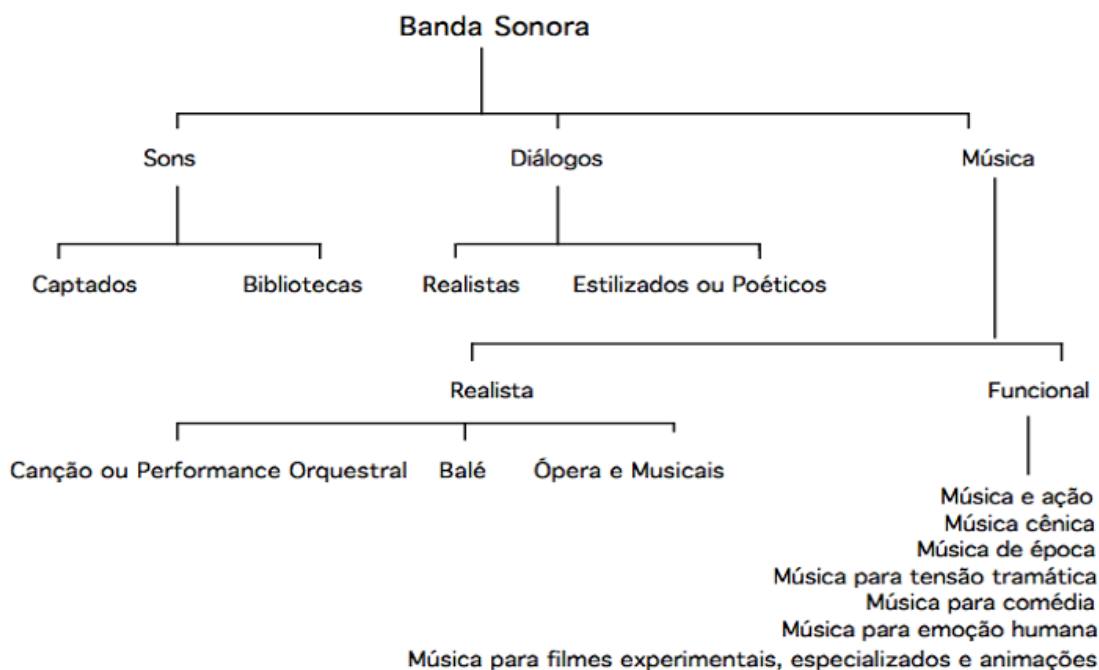 Banda Sonora
Sons Diálogos Música
Captados Bibliotecas Realistas Estilizados ou Poéticos
Realista Funcional
Canção ou Performance Orquestral Balé Ópera e Musicais
Música e ação
Música cênica
Música de época
Música para tensão tramática
Música para comédia
Música para emoção humana
Música para filmes experimentais, especializados e animações